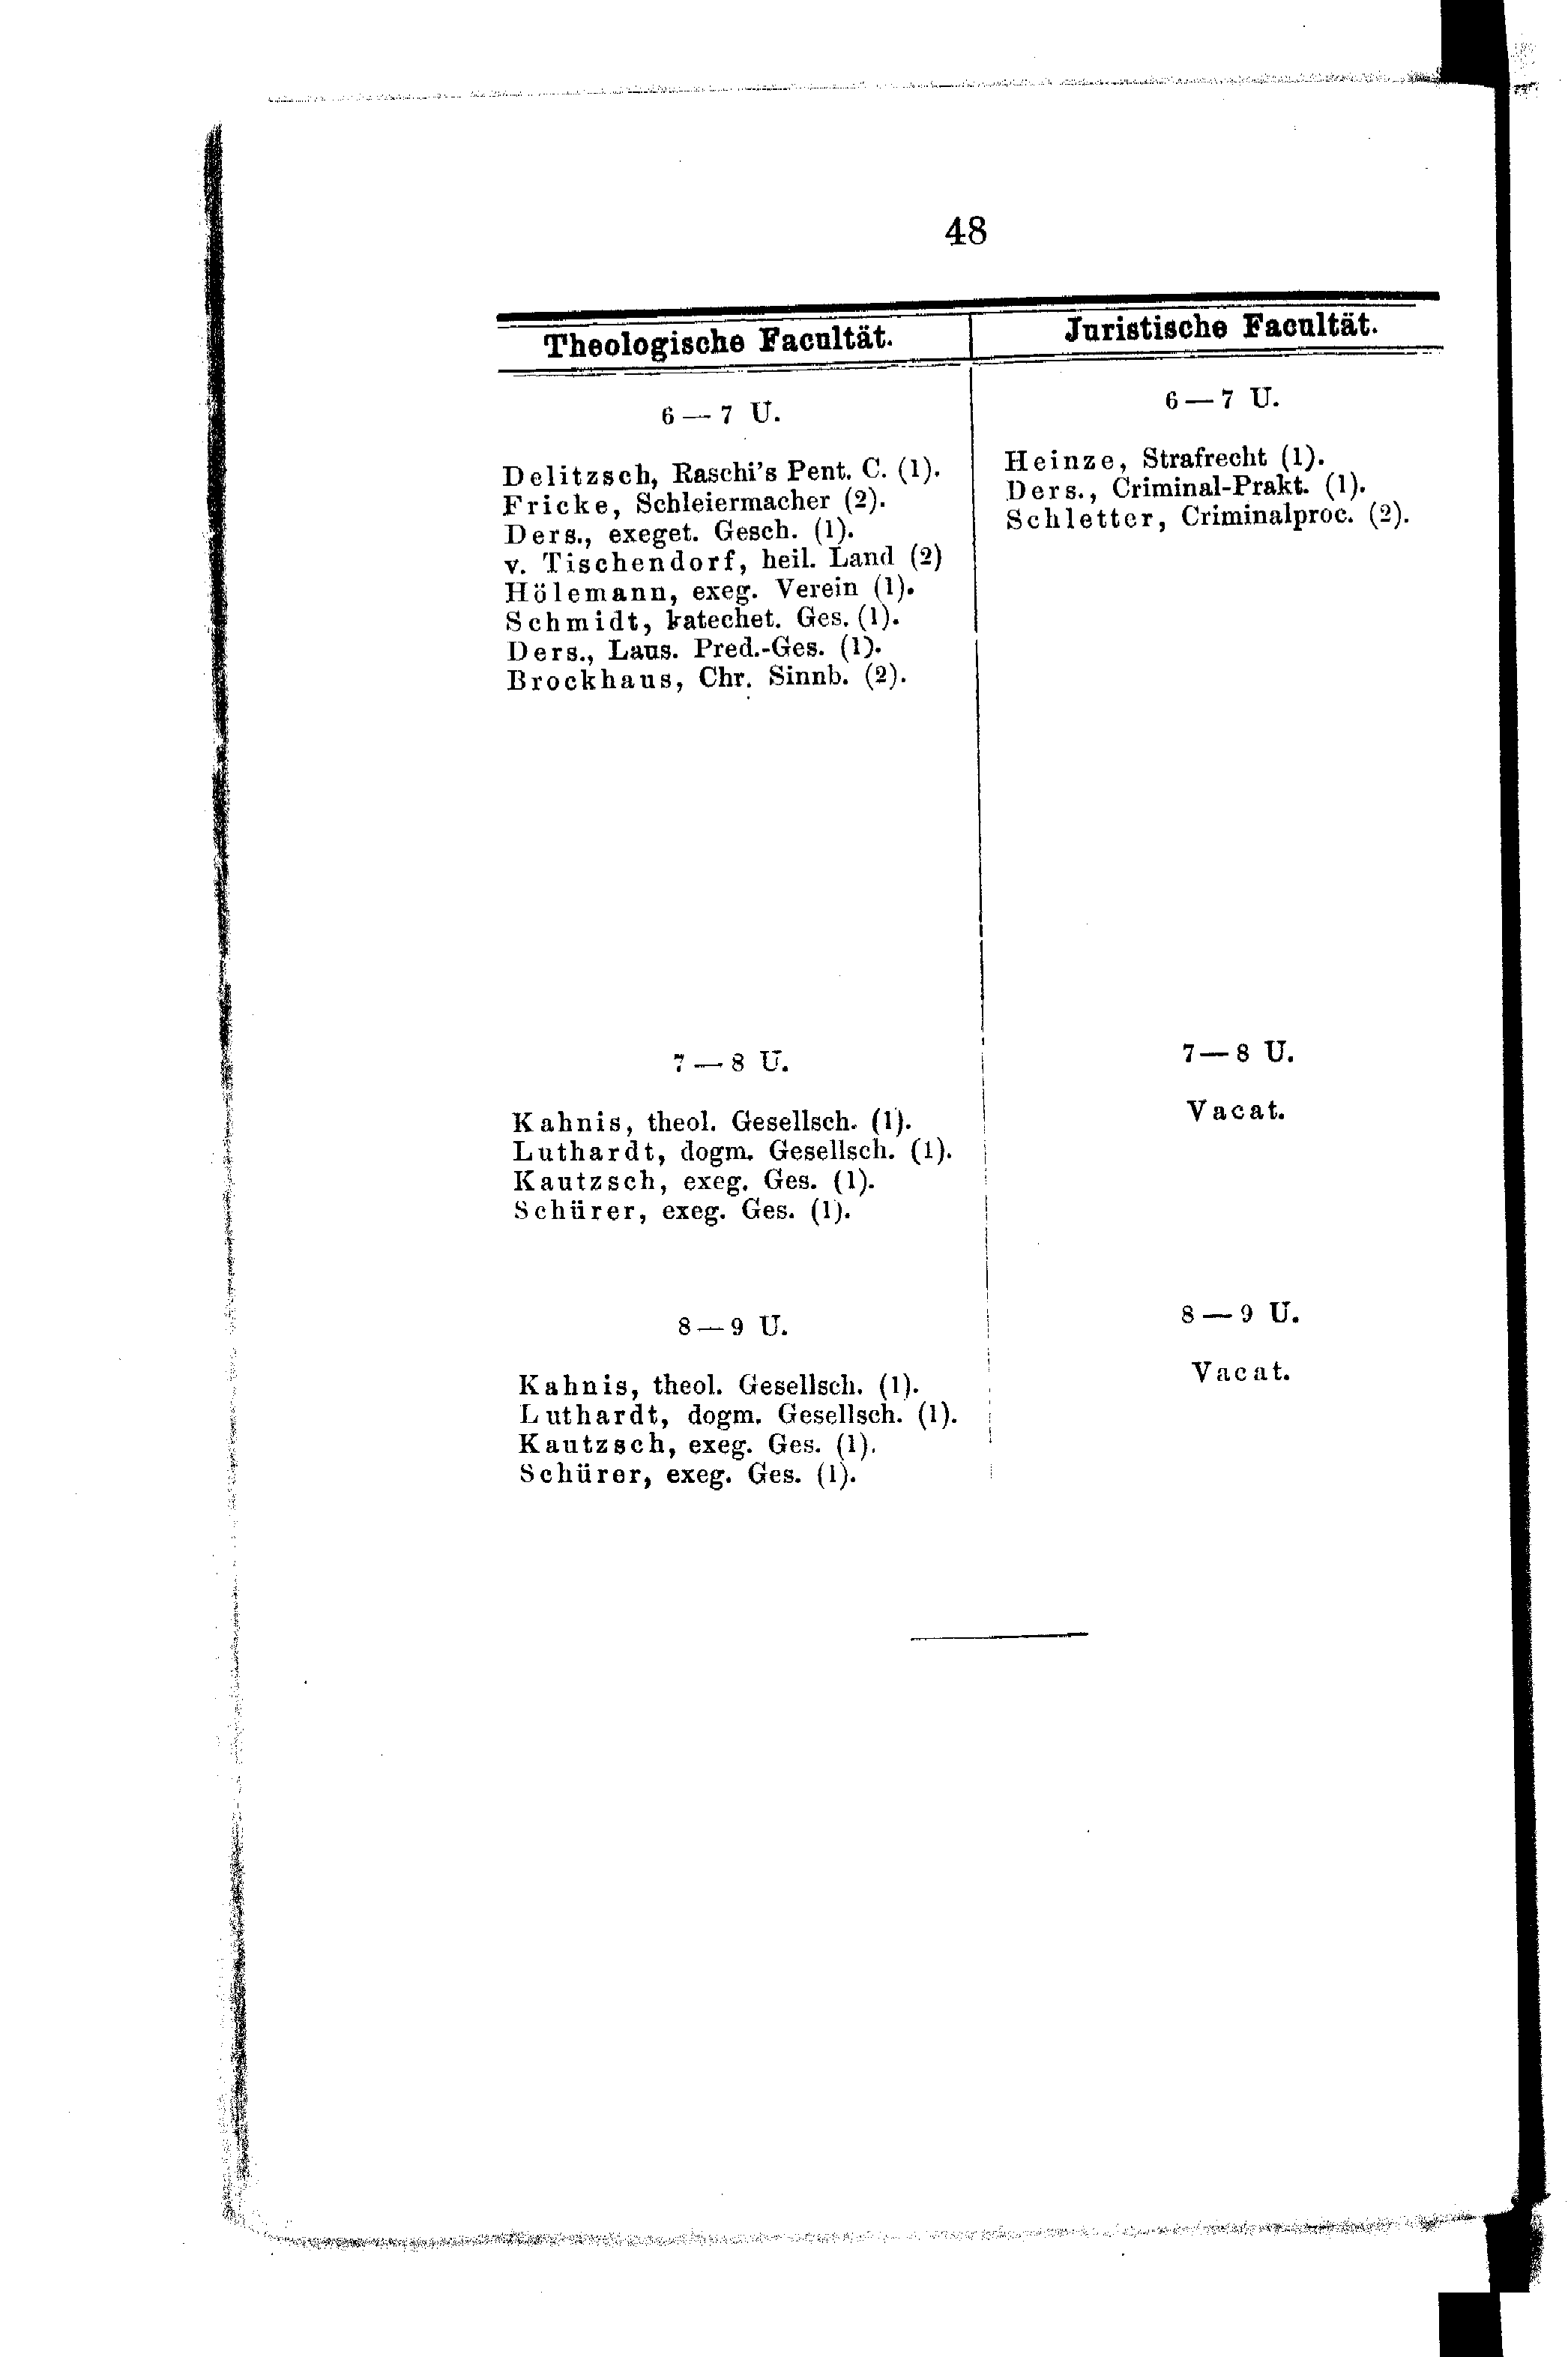 48
Theologische Facultät.
6 — 7 U.
Delitzsch, Raschi's Pent. C. (1).
Fricke, Schleiermacher (2).
Ders., exeget. Gesch. (1).
v. Tischendorf, heil. Land (2)
Hölemann, exeg. Verein (1).
Schmidt, katechet. Ges. (1).
Ders., Laus. Pred.-Ges. (1).
Brockhaus, Chr. Sinnb. (2).
7 — 8 U.
Kahnis, theol. Gesellsch. (1).
Luthardt, dogm. Gesellsch. (1).
Kautzsch, exeg. Ges. (1).
Schürer, exeg. Ges. (1).
8 — 9 U.
Kahnis, theol. Gesellsch. (1).
Luthardt, dogm. Gesellsch. (1).
Kautzsch, exeg. Ges. (1).
Schürer, exeg. Ges. (1).
Juristische Facultät.
6 — 7 U.
Heinze, Strafrecht (1).
Ders., Criminal-Prakt. (1).
Schletter, Criminalproc. (2).
7 — 8 U.
Vacat.
8 — 9 U.
Vacat.